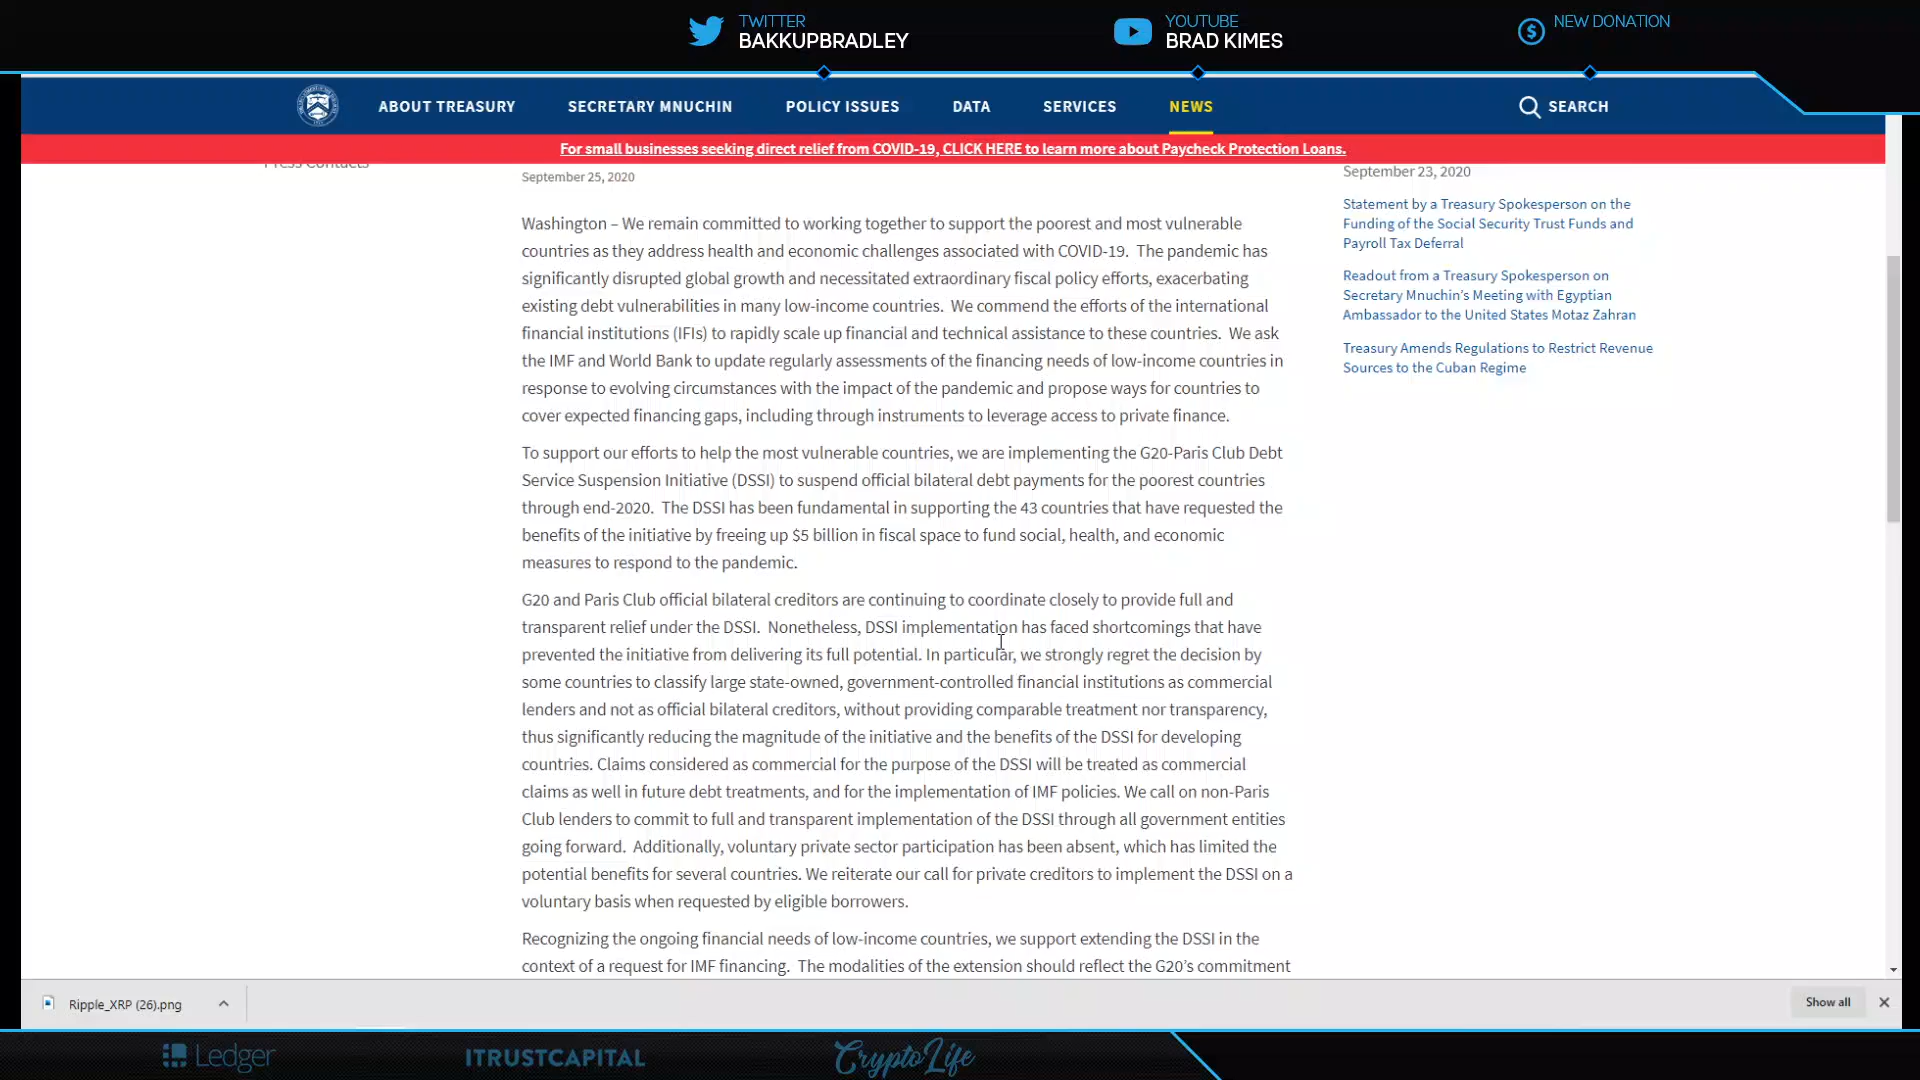 TWITTER
BAKKUPBRADLEY
YOUTUBE
BRAD KIMES
NEW DONATION
ABOUT TREASURY
SECRETARY MNUCHIN
POLICY ISSUES
DATA
SERVICES
NEWS
SEARCH
For small businesses seeking direct relief from COVID-19, CLICK HERE to learn more about Paycheck Protection Loans.
Press Contacts
September 25, 2020
Washington – We remain committed to working together to support the poorest and most vulnerable
countries as they address health and economic challenges associated with COVID-19.  The pandemic has
significantly disrupted global growth and necessitated extraordinary fiscal policy efforts, exacerbating
existing debt vulnerabilities in many low-income countries.  We commend the efforts of the international
financial institutions (IFIs) to rapidly scale up financial and technical assistance to these countries.  We ask
the IMF and World Bank to update regularly assessments of the financing needs of low-income countries in
response to evolving circumstances with the impact of the pandemic and propose ways for countries to
cover expected financing gaps, including through instruments to leverage access to private finance.
To support our efforts to help the most vulnerable countries, we are implementing the G20-Paris Club Debt
Service Suspension Initiative (DSSI) to suspend official bilateral debt payments for the poorest countries
through end-2020.  The DSSI has been fundamental in supporting the 43 countries that have requested the
benefits of the initiative by freeing up $5 billion in fiscal space to fund social, health, and economic
measures to respond to the pandemic.
G20 and Paris Club official bilateral creditors are continuing to coordinate closely to provide full and
transparent relief under the DSSI.  Nonetheless, DSSI implementation has faced shortcomings that have
prevented the initiative from delivering its full potential. In particular, we strongly regret the decision by
some countries to classify large state-owned, government-controlled financial institutions as commercial
lenders and not as official bilateral creditors, without providing comparable treatment nor transparency,
thus significantly reducing the magnitude of the initiative and the benefits of the DSSI for developing
countries. Claims considered as commercial for the purpose of the DSSI will be treated as commercial
claims as well in future debt treatments, and for the implementation of IMF policies. We call on non-Paris
Club lenders to commit to full and transparent implementation of the DSSI through all government entities
going forward.  Additionally, voluntary private sector participation has been absent, which has limited the
potential benefits for several countries. We reiterate our call for private creditors to implement the DSSI on a
voluntary basis when requested by eligible borrowers.
Recognizing the ongoing financial needs of low-income countries, we support extending the DSSI in the
context of a request for IMF financing.  The modalities of the extension should reflect the G20's commitment
September 23, 2020
Statement by a Treasury Spokesperson on the
Funding of the Social Security Trust Funds and
Payroll Tax Deferral
Readout from a Treasury Spokesperson on
Secretary Mnuchin's Meeting with Egyptian
Ambassador to the United States Motaz Zahran
Treasury Amends Regulations to Restrict Revenue
Sources to the Cuban Regime
Ripple_XRP (26).png
Show all
Ledger
ITRUSTCAPITAL
CryptoLife